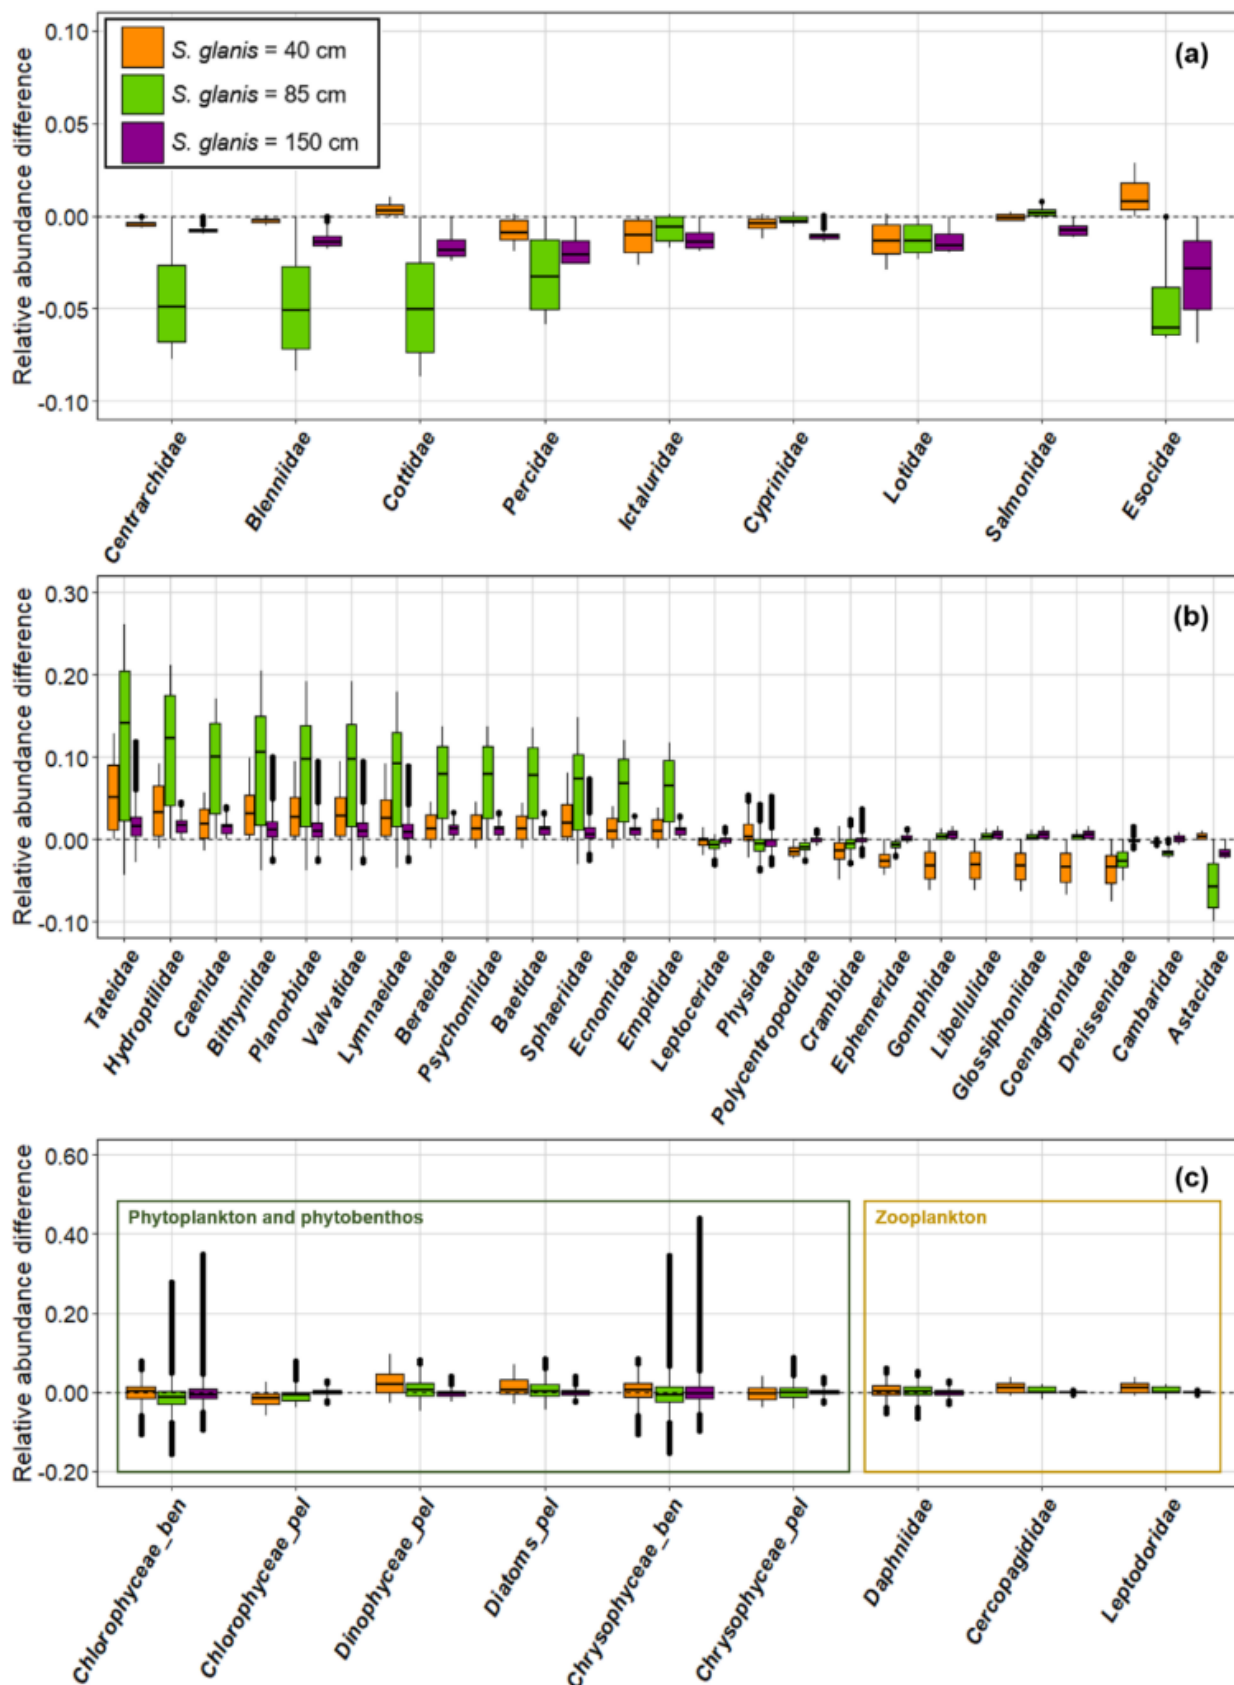 Relative abundance difference
0.10
0.05
0.00
-0.05
-0.10
S. glanis = 40 cm
S. glanis = 85 cm
S. glanis = 150 cm
(a)
Centrarchidae
Blenniidae
Cottidae
Percidae
Ictaluridae
Cyprinidae
Lotidae
Salmonidae
Esocidae
Relative abundance difference
0.30
0.20
0.10
0.00
-0.10
(b)
Tateidae
Hydroptilidae
Caenidae
Bithyniidae
Planorbidae
Valvatidae
Lymnaeidae
Beraeidae
Psychomiidae
Baetidae
Sphaeriidae
Ecnomidae
Empididae
Leptoceridae
Physidae
Polycentropodidae
Crambidae
Ephemeridae
Gomphidae
Libellulidae
Glossiphoniidae
Coenagrionidae
Dreissenidae
Cambaridae
Astacidae
Relative abundance difference
0.60
0.40
0.20
0.00
-0.20
(c)
Phytoplankton and phytobenthos
Zooplankton
Chlorophyceae_ben
Chlorophyceae_pel
Dinophyceae_pel
Diatoms_pel
Chrysophyceae_ben
Chrysophyceae_pel
Daphniidae
Cercopagididae
Leptodoridae